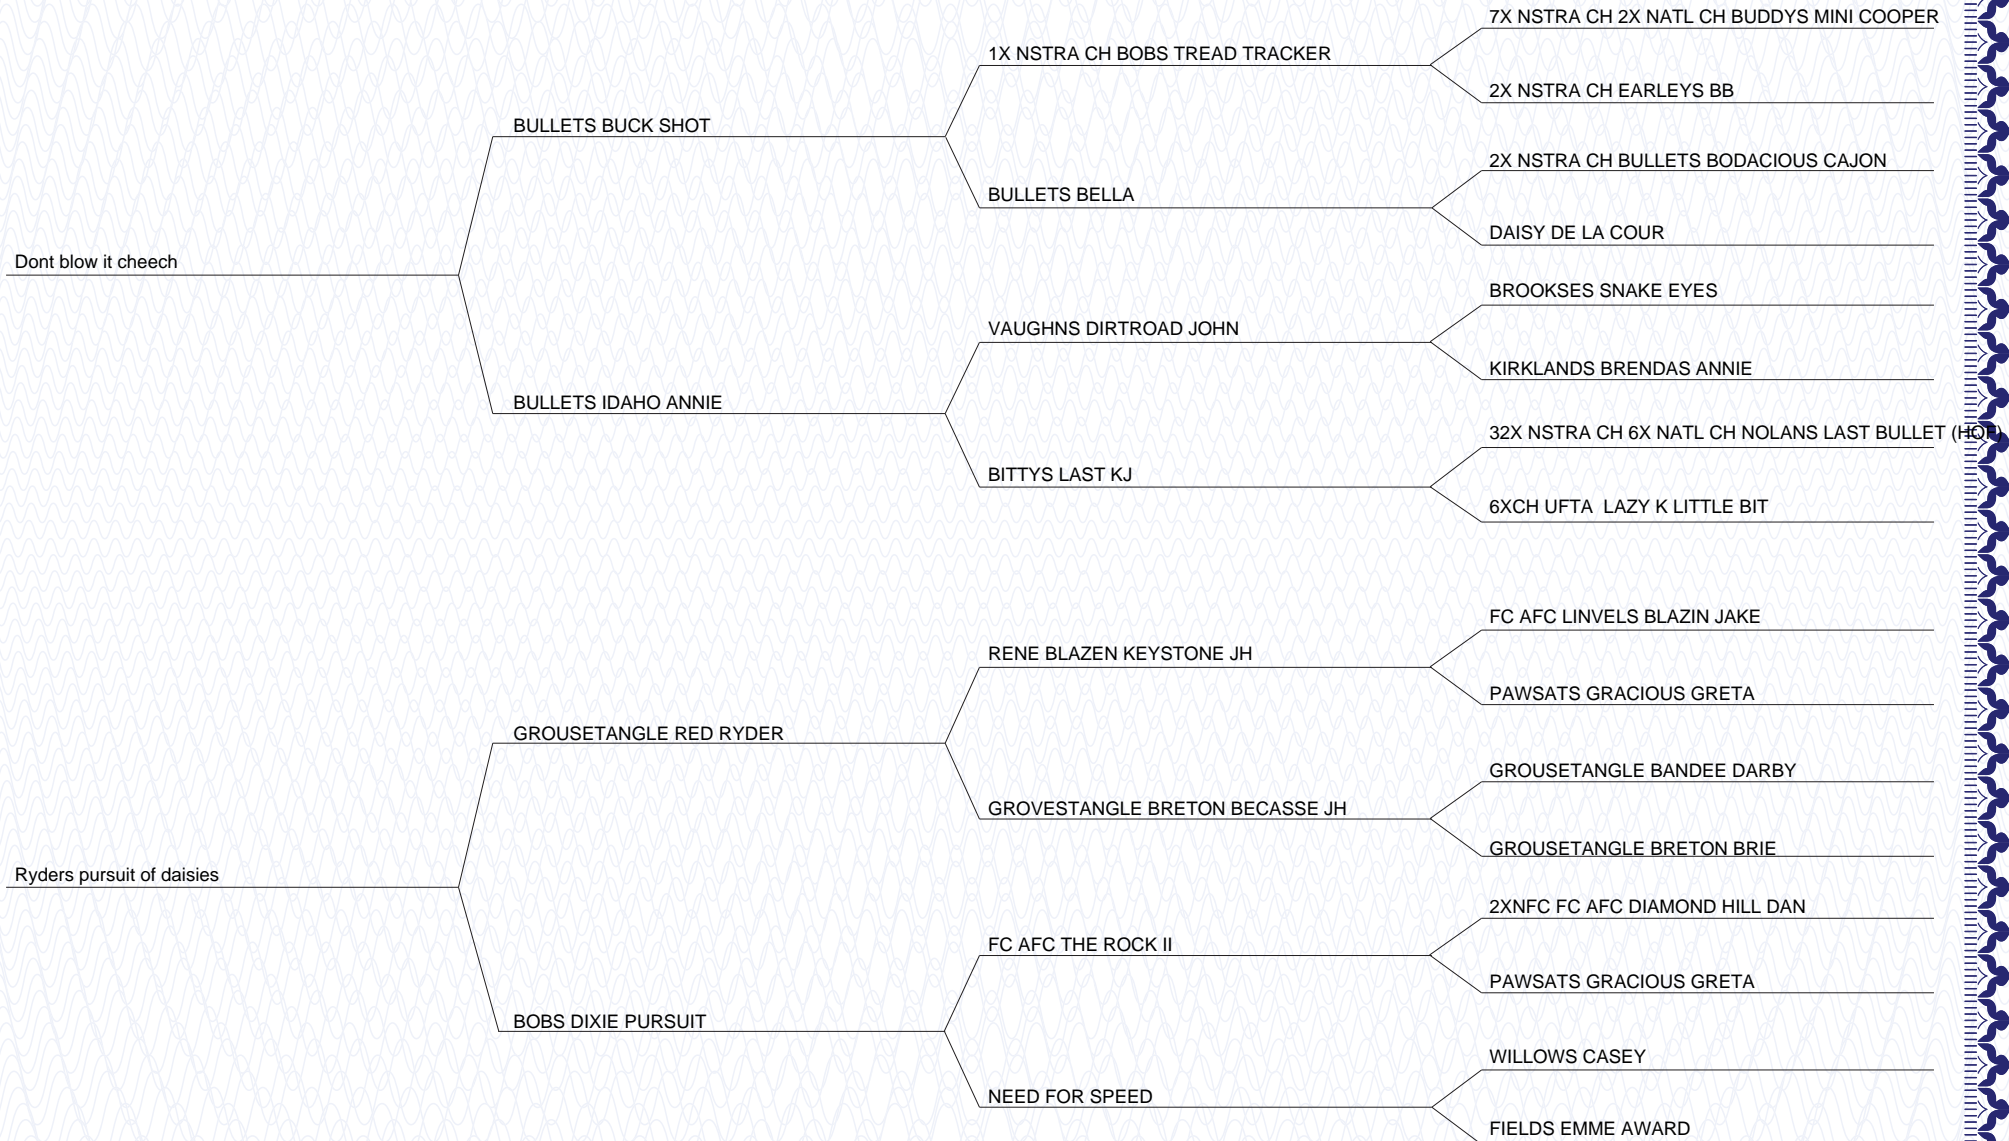 7X NSTRA CH 2X NATL CH BUDDYS MINI COOPER
1X NSTRA CH BOBS TREAD TRACKER
2X NSTRA CH EARLEYS BB
BULLETS BUCK SHOT
2X NSTRA CH BULLETS BODACIOUS CAJON
BULLETS BELLA
DAISY DE LA COUR
Dont blow it cheech
BROOKSES SNAKE EYES
VAUGHNS DIRTROAD JOHN
KIRKLANDS BRENDAS ANNIE
BULLETS IDAHO ANNIE
32X NSTRA CH 6X NATL CH NOLANS LAST BULLET (HOF)
BITTYS LAST KJ
6XCH UFTA  LAZY K LITTLE BIT
FC AFC LINVELS BLAZIN JAKE
RENE BLAZEN KEYSTONE JH
PAWSATS GRACIOUS GRETA
GROUSETANGLE RED RYDER
GROUSETANGLE BANDEE DARBY
GROVESTANGLE BRETON BECASSE JH
GROUSETANGLE BRETON BRIE
Ryders pursuit of daisies
2XNFC FC AFC DIAMOND HILL DAN
FC AFC THE ROCK II
PAWSATS GRACIOUS GRETA
BOBS DIXIE PURSUIT
WILLOWS CASEY
NEED FOR SPEED
FIELDS EMME AWARD